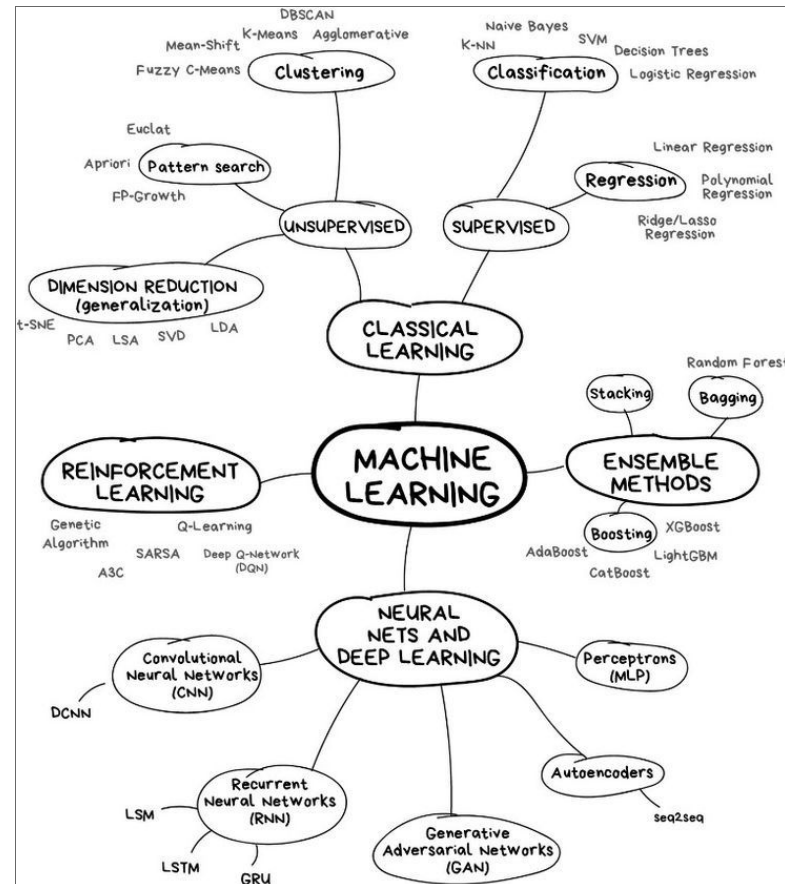 DBSCAN
K-Means
Agglomerative
Mean-Shift
Fuzzy C-Means
Clustering
Naive Bayes
K-NN
SVM
Decision Trees
Logistic Regression
Classification
Euclat
Apriori
Pattern search
FP-Growth
Linear Regression
Regression
Polynomial
Regression
Ridge/Lasso
Regression
UNSUPERVISED
SUPERVISED
DIMENSION REDUCTION
(generalization)
t-SNE
PCA
LSA
SVD
LDA
CLASSICAL
LEARNING
Random Forest
Stacking
Bagging
MACHINE
LEARNING
REINFORCEMENT
LEARNING
ENSEMBLE
METHODS
Genetic
Algorithm
Q-Learning
SARSA
Deep Q-Network
(DQN)
A3C
Boosting
XGBoost
AdaBoost
LightGBM
CatBoost
NEURAL
NETS AND
DEEP LEARNING
Convolutional
Neural Networks
(CNN)
DCNN
Perceptrons
(MLP)
Recurrent
Neural Networks
(RNN)
LSM
LSTM
GRU
Autoencoders
seq2seq
Generative
Adversarial Networks
(GAN)